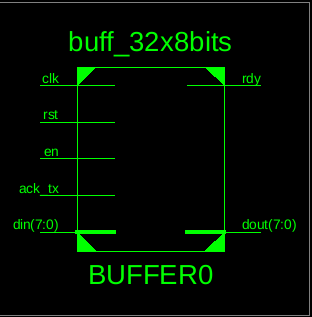 buff_32x8bits
clk
rdy
rst
en
ack_tx
din(7:0)
dout(7:0)
BUFFER0